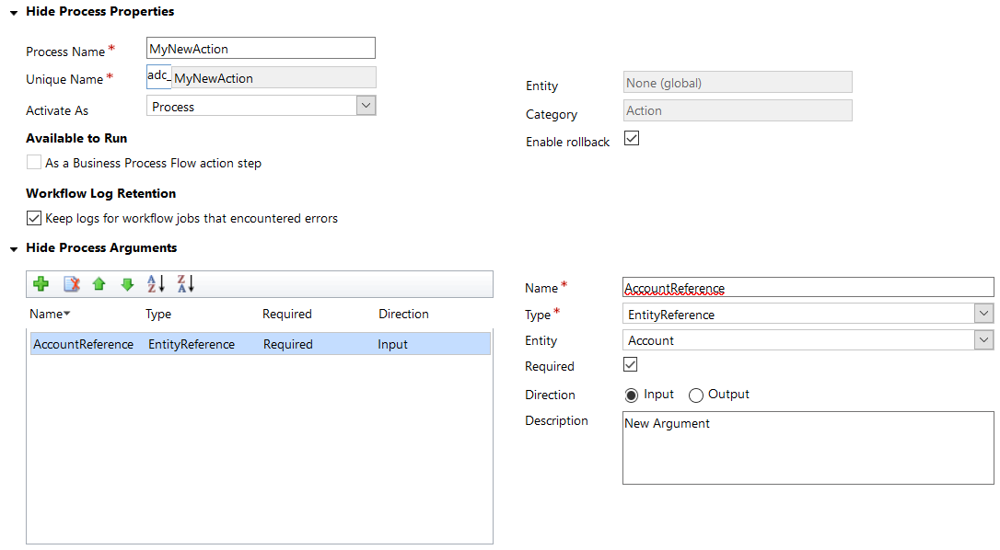 Hide Process Properties
Process Name *
MyNewAction
Unique Name *
adc_
MyNewAction
Activate As
Process
Entity
None (global)
Category
Action
Enable rollback
Available to Run
As a Business Process Flow action step
Workflow Log Retention
Keep logs for workflow jobs that encountered errors
Hide Process Arguments
A Z
Z A
Name Type Required Direction
AccountReference EntityReference Required Input
Name *
AccountReference
Type *
EntityReference
Entity
Account
Required
Direction
Input Output
Description
New Argument